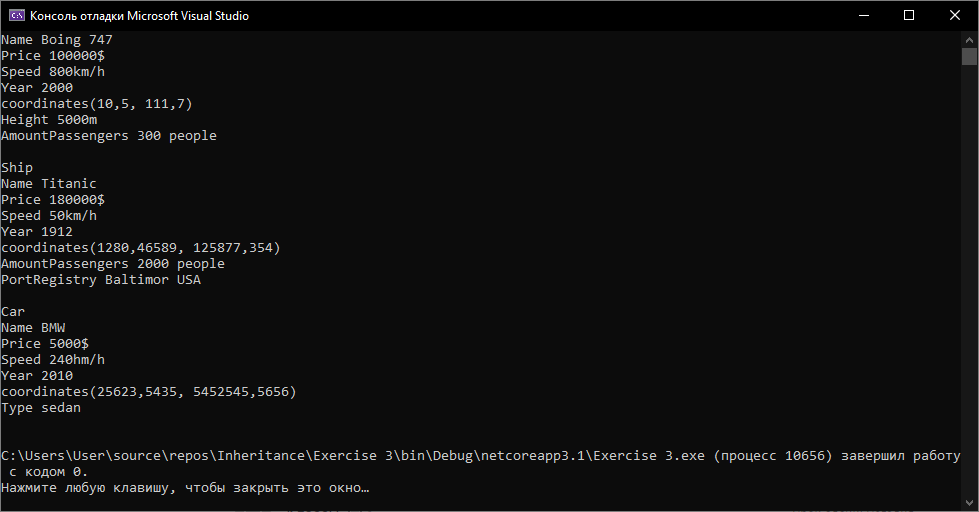 Консоль отладки Microsoft Visual Studio
Name Boing 747
Price 100000$
Speed 800km/h
Year 2000
coordinates(10,5, 111,7)
Height 5000m
AmountPassengers 300 people
Ship
Name Titanic
Price 180000$
Speed 50km/h
Year 1912
coordinates(1280,46589, 125877,354)
AmountPassengers 2000 people
PortRegistry Baltimor USA
Car
Name BMW
Price 5000$
Speed 240hm/h
Year 2010
coordinates(25623,5435, 5452545,5656)
Type sedan
C:\Users\User\source\repos\Inheritance\Exercise 3\bin\Debug\netcoreapp3.1\Exercise 3.exe (процесс 10656) завершил работу
с кодом 0.
Нажмите любую клавишу, чтобы закрыть это окно…